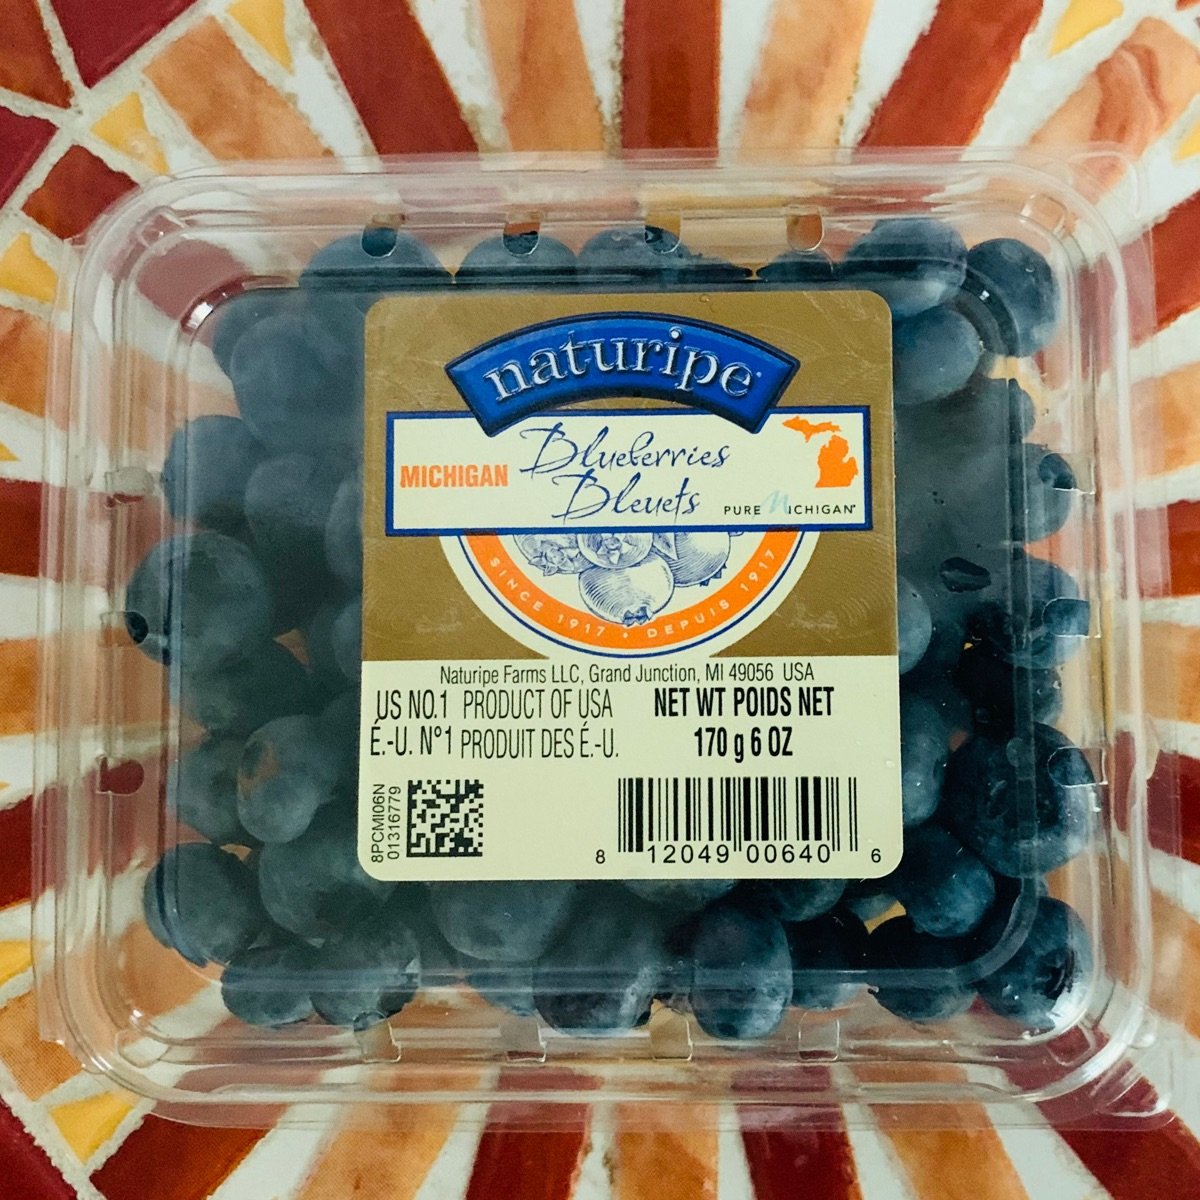 naturipe®
MICHIGAN
Blueberries
Bleuets
PURE MICHIGAN®
SINCE 1917 • DEPUIS 1917
Naturipe Farms LLC, Grand Junction, MI 49056 USA
US NO.1 PRODUCT OF USA
É.-U. Nº1 PRODUIT DES É.-U.
NET WT POIDS NET
170 g 6 OZ
8PCMI06N
01316779
8 12049 00640 6